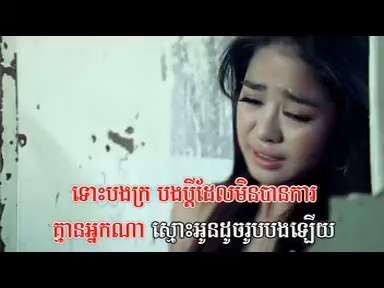 ទោះបងក្រ បងប្តីដែលមិនបានការ
គ្មានអ្នកណា ស្មោះអូនដូចរូបបងឡើយ